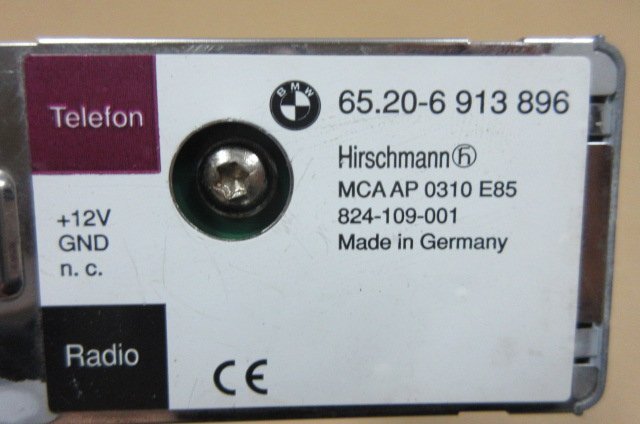 Telefon
+12V
GND
n. c.
Radio
BMW
65.20-6 913 896
Hirschmann h
MCA AP 0310 E85
824-109-001
Made in Germany
CE